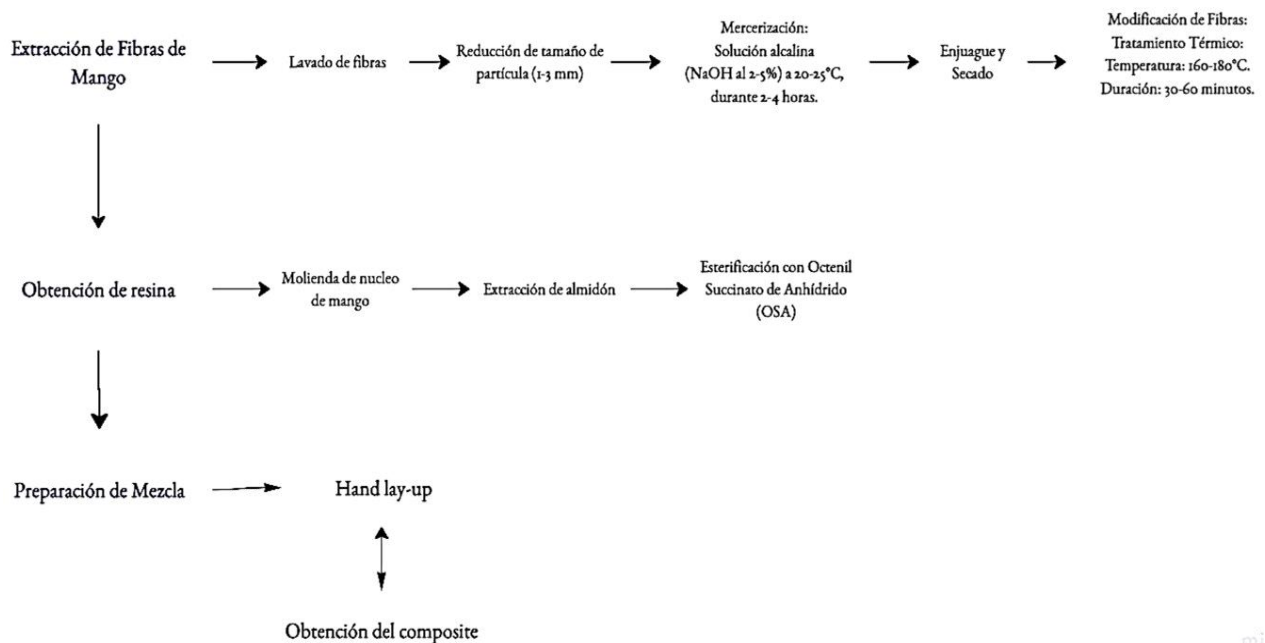 Extracción de Fibras de
Mango
Lavado de fibras
Reducción de tamaño de
partícula (1-3 mm)
Mercerización:
Solución alcalina
(NaOH al 2-5%) a 20-25°C,
durante 2-4 horas.
Enjuague y
Secado
Modificación de Fibras:
Tratamiento Térmico:
Temperatura: 160-180°C.
Duración: 30-60 minutos.
Obtención de resina
Molienda de nucleo
de mango
Extracción de almidón
Esterificación con Octenil
Succinato de Anhídrido
(OSA)
Preparación de Mezcla
Hand lay-up
Obtención del composite